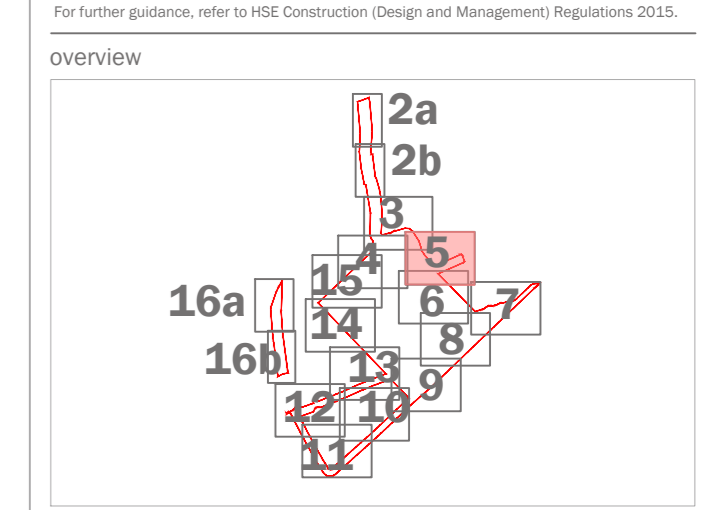 For further guidance, refer to HSE Construction (Design and Management) Regulations 2015.
overview
2a
2b
3
5
4
15
16a
6
7
14
8
16b
13
9
12
10
11